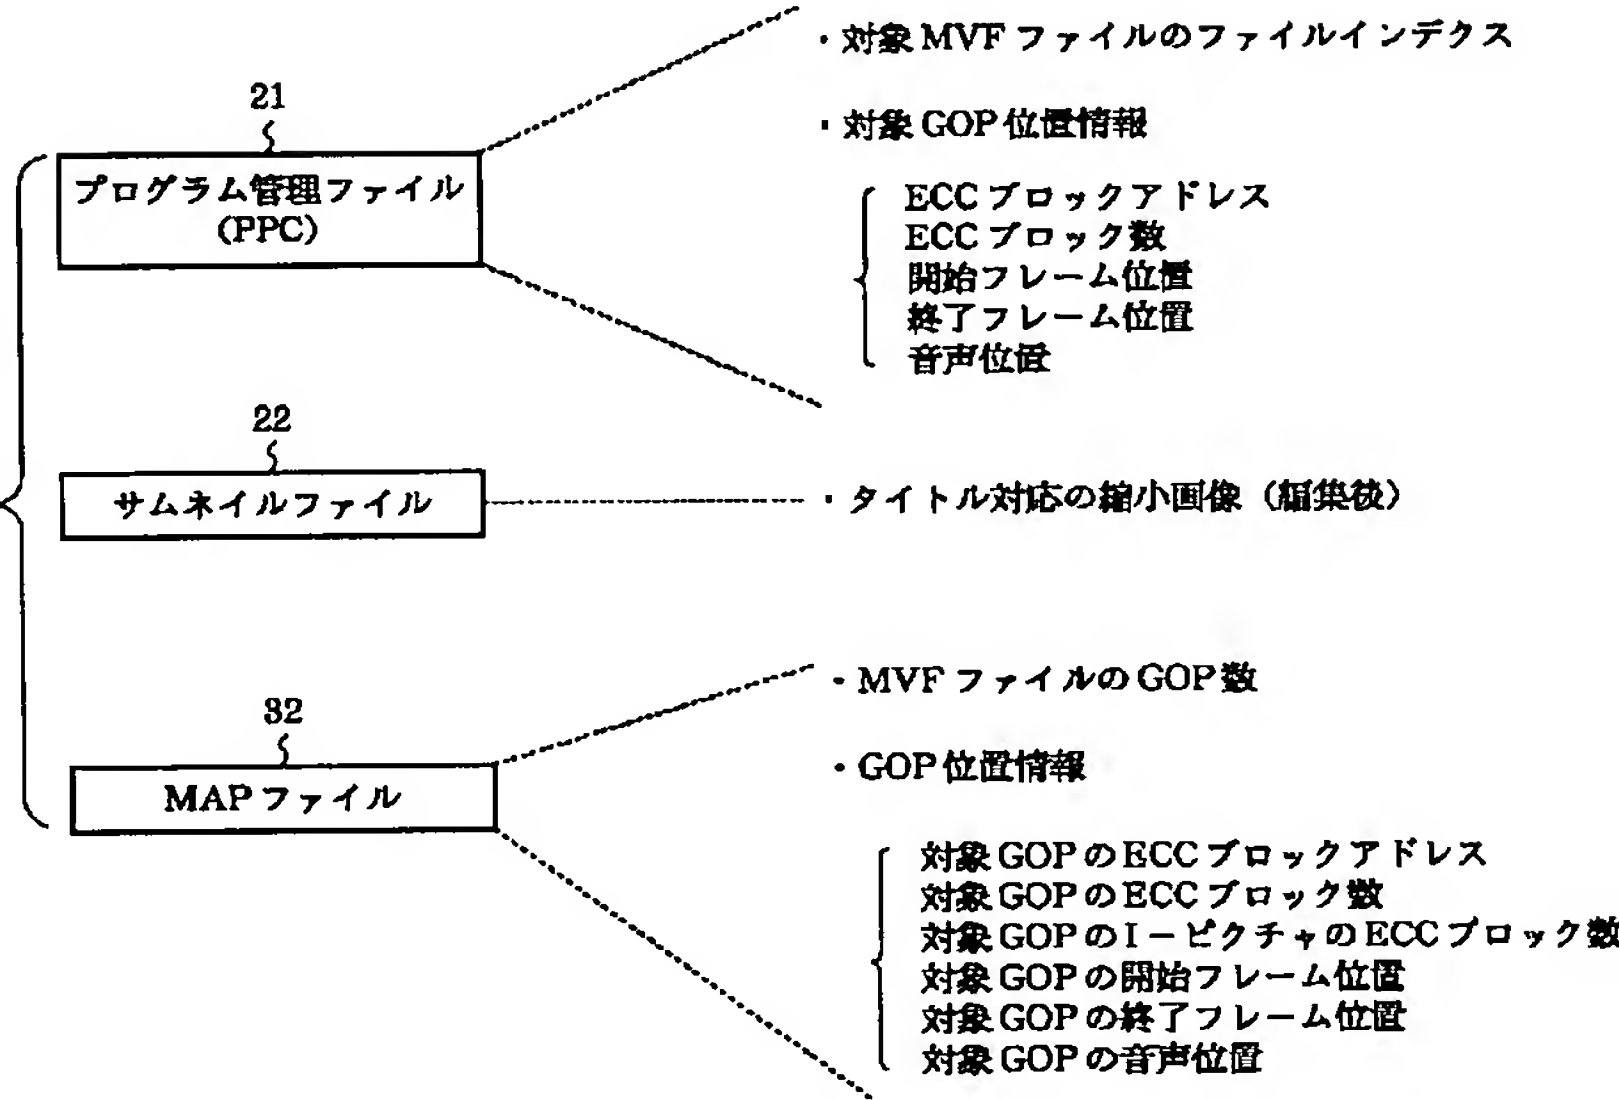 ・対象MVFファイルのファイルインデクス
21
・対象GOP位置情報
プログラム管理ファイル
(PPC)
ECCブロックアドレス
ECCブロック数
開始フレーム位置
終了フレーム位置
音声位置
22
サムネイルファイル
・タイトル対応の縮小画像（編集後）
32
・MVFファイルのGOP数
・GOP位置情報
MAPファイル
対象GOPのECCブロックアドレス
対象GOPのECCブロック数
対象GOPのI－ピクチャのECCブロック数
対象GOPの開始フレーム位置
対象GOPの終了フレーム位置
対象GOPの音声位置